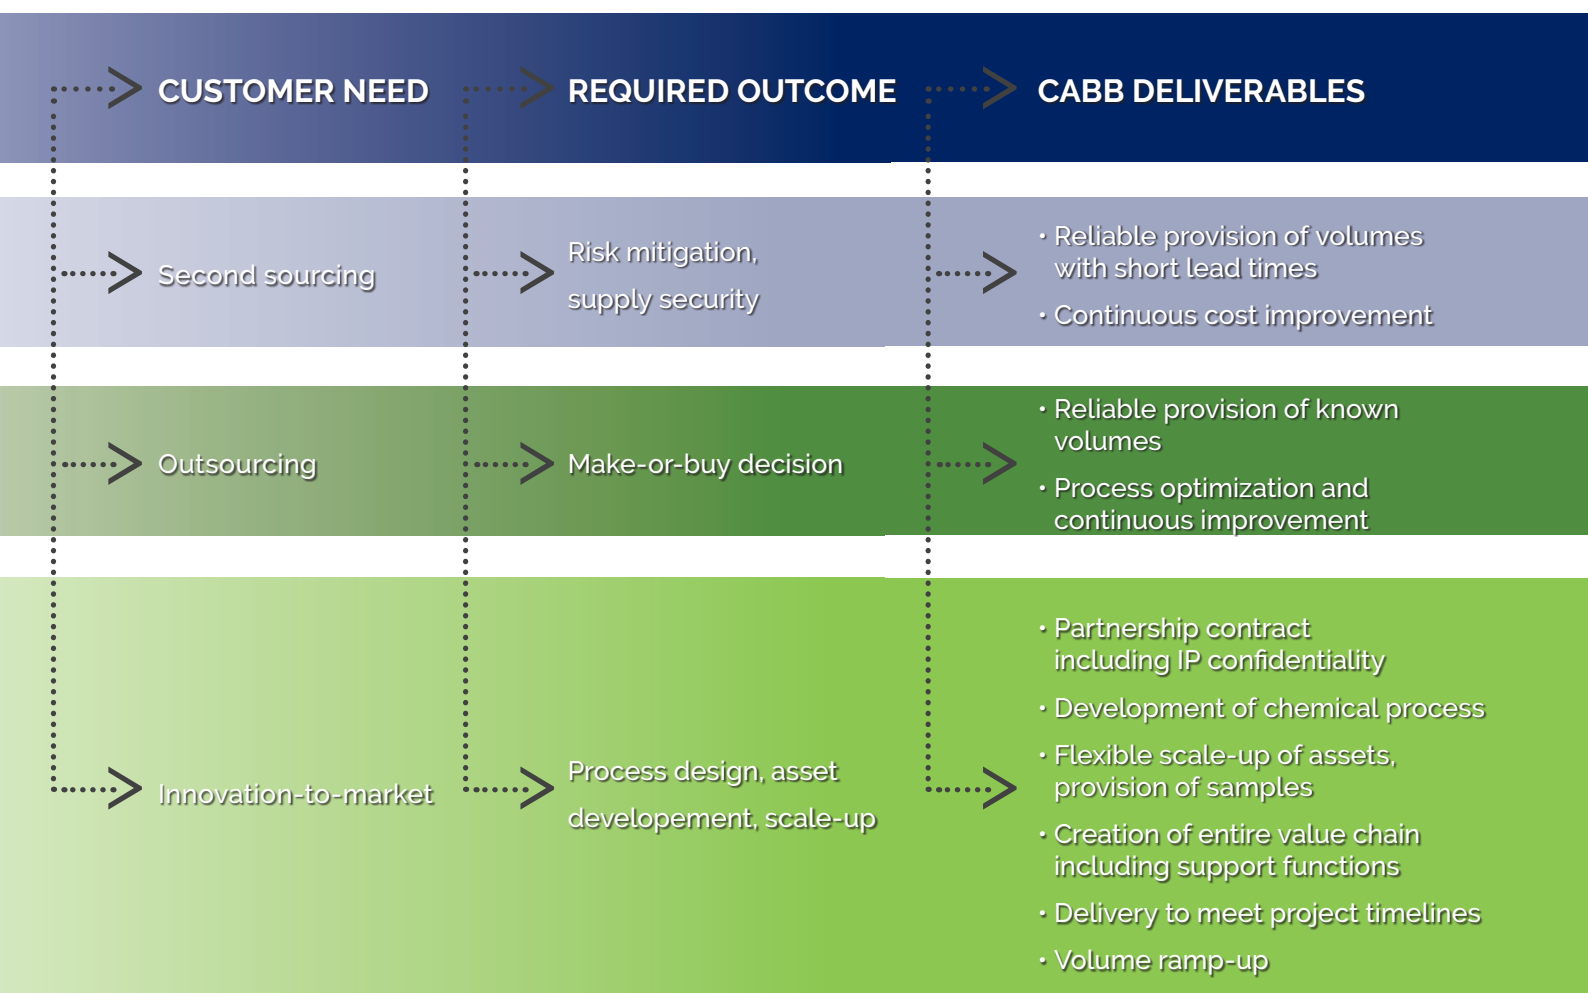 CUSTOMER NEED
REQUIRED OUTCOME
CABB DELIVERABLES
Second sourcing
Risk mitigation,
supply security
• Reliable provision of volumes
with short lead times
• Continuous cost improvement
Outsourcing
Make-or-buy decision
• Reliable provision of known
volumes
• Process optimization and
continuous improvement
Innovation-to-market
Process design, asset
developement, scale-up
• Partnership contract
including IP confidentiality
• Development of chemical process
• Flexible scale-up of assets,
provision of samples
• Creation of entire value chain
including support functions
• Delivery to meet project timelines
• Volume ramp-up